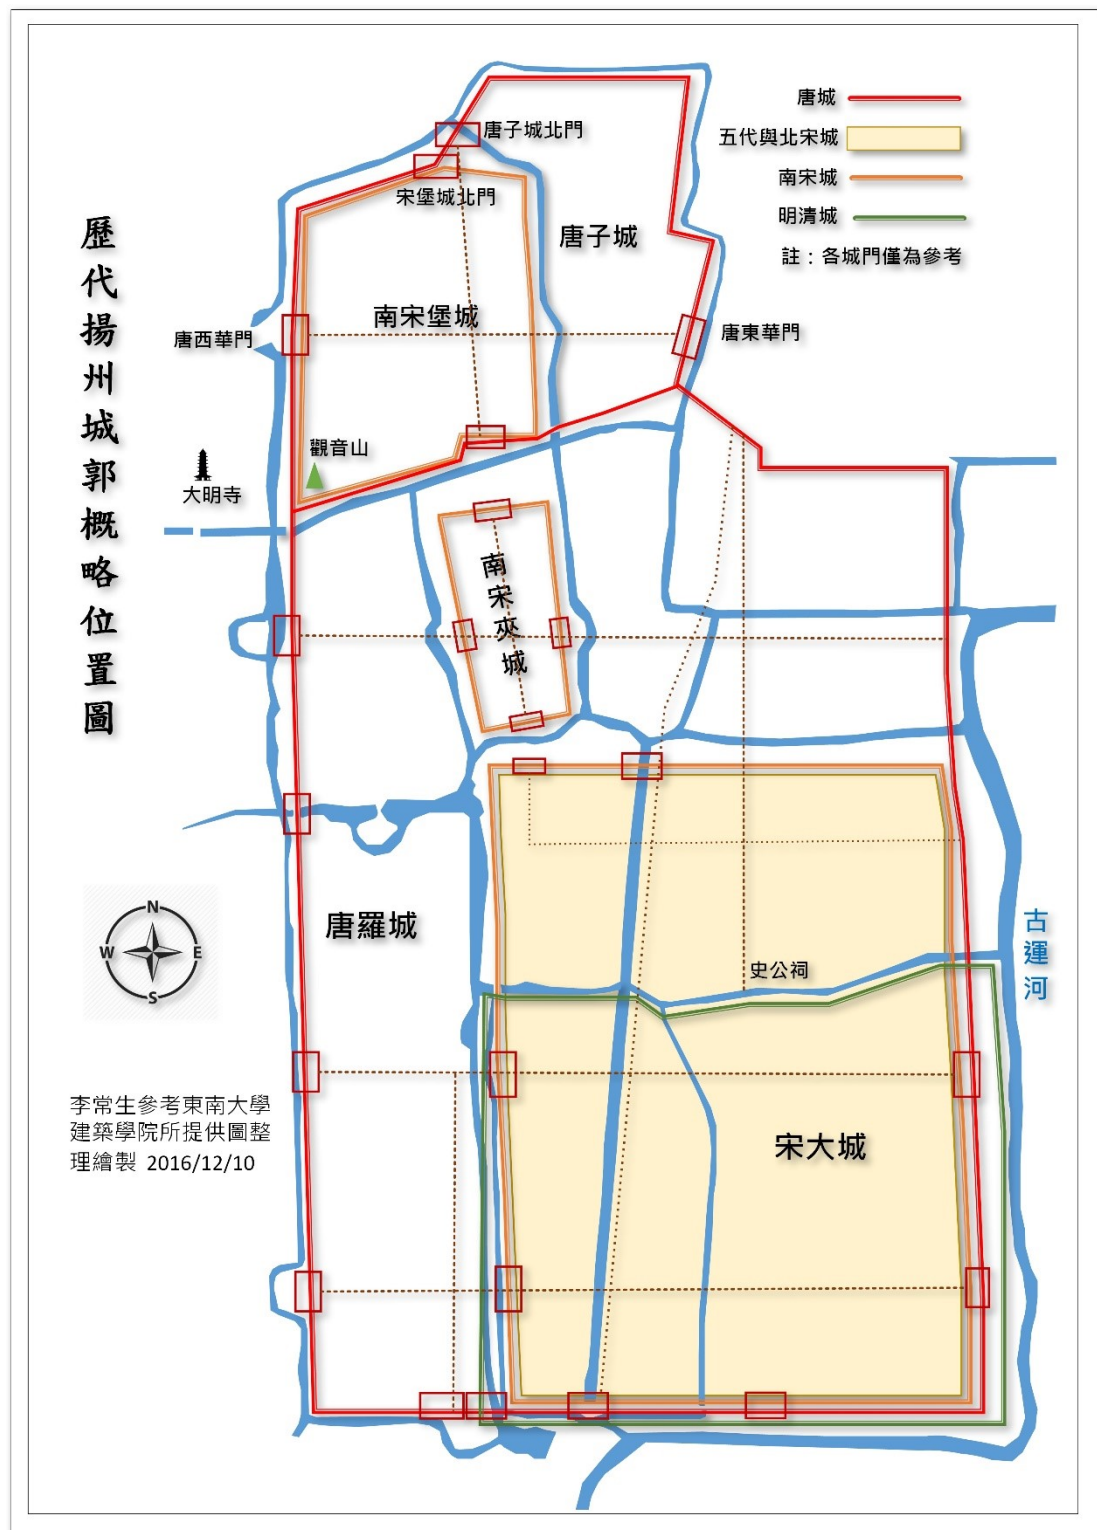 歷代揚州城郭概略位置圖
唐城
五代與北宋城
南宋城
明清城
註：各城門僅為參考
唐子城北門
宋堡城北門
唐子城
南宋堡城
唐西華門
唐東華門
觀音山
大明寺
南宋夾城
唐羅城
N
W
E
S
史公祠
古運河
宋大城
李常生參考東南大學
建築學院所提供圖整
理繪製 2016/12/10